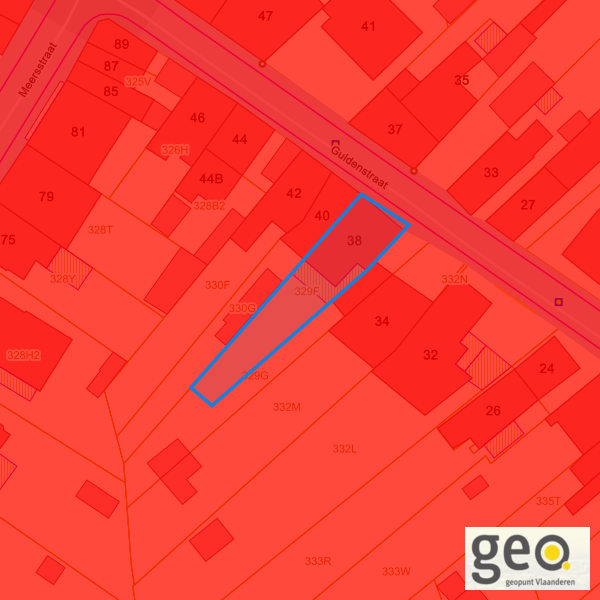 47
41
89
87
325V
85
35
Meersstraat
46
44
81
37
326H
Guldenstraat
44B
33
42
79
328B2
40
27
328T
38
75
328Y
332N
330F
329F
330G
34
32
328H2
24
329G
332M
26
332L
335T
333R
333W
geo.
geopunt Vlaanderen